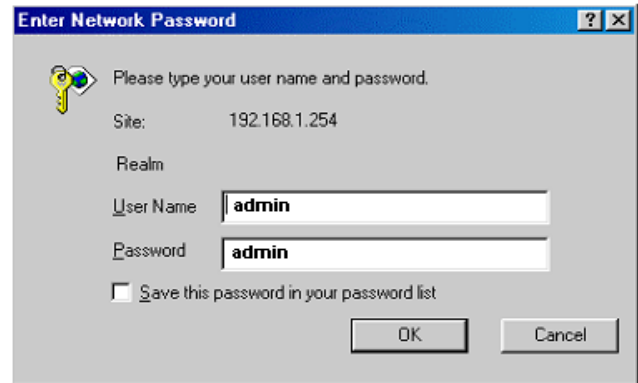 Enter Network Password
Please type your user name and password.
Site: 192.168.1.254
Realm
User Name admin
Password admin
Save this password in your password list
OK Cancel